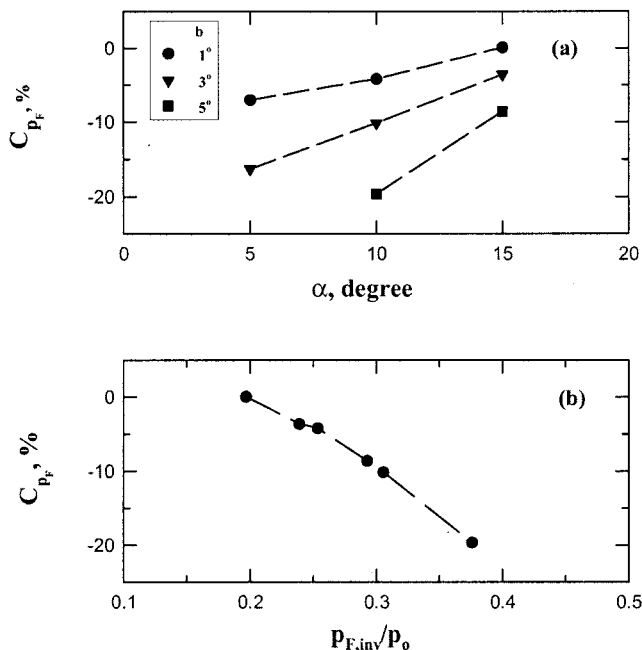 b
1°
3°
5°
(a)
0
-10
-20
C_pF, %
0 5 10 15 20
α, degree
(b)
0
-10
-20
C_pF, %
0.1 0.2 0.3 0.4 0.5
p_F,inv/p_o